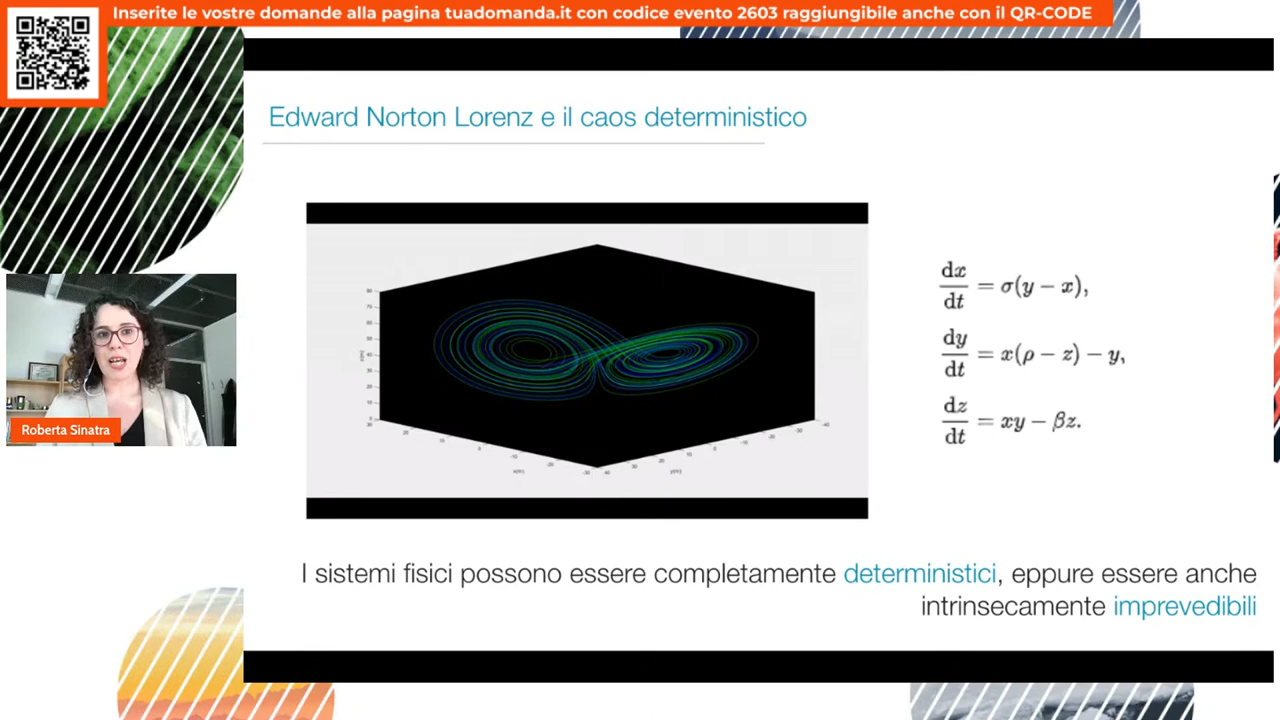 Inserite le vostre domande alla pagina tuadomanda.it con codice evento 2603 raggiungibile anche con il QR-CODE
Edward Norton Lorenz e il caos deterministico
dx/dt = σ(y − x),
dy/dt = x(ρ − z) − y,
dz/dt = xy − βz.
Roberta Sinatra
I sistemi fisici possono essere completamente deterministici, eppure essere anche
intrinsecamente imprevedibili